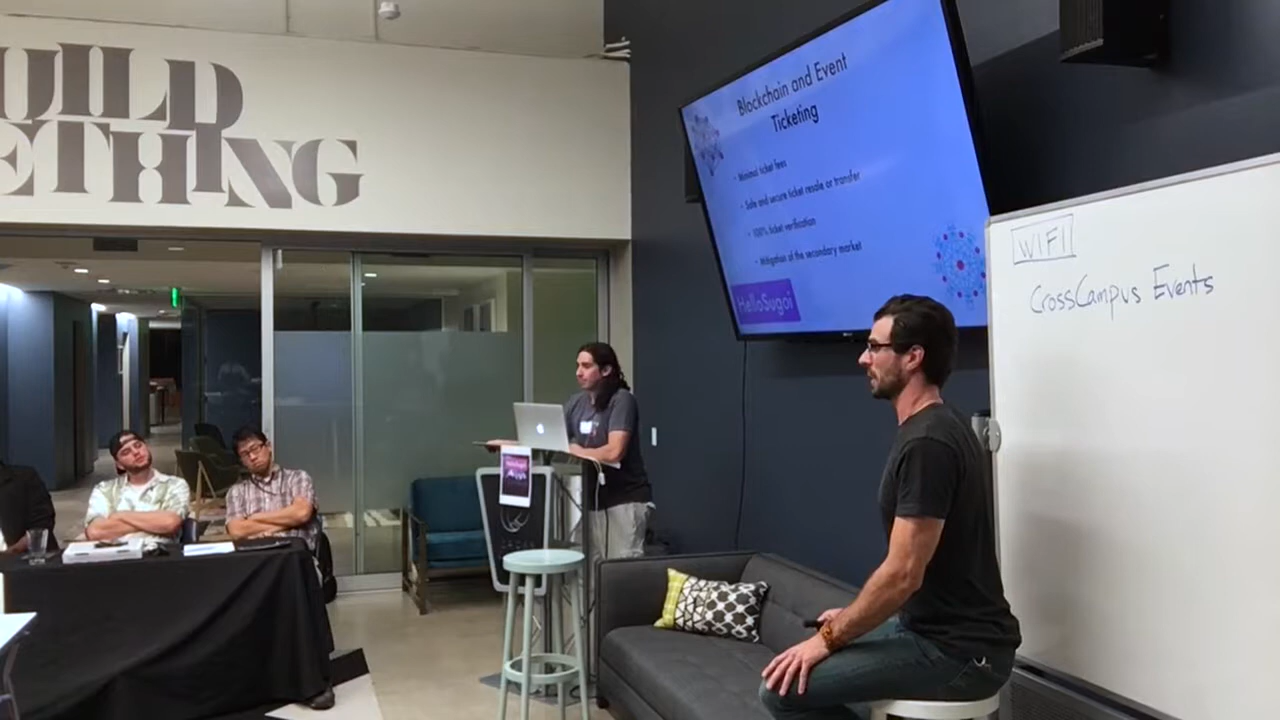 UILD
ETHING
Blockchain and Event
Ticketing
• Minimal ticket fees
• Safe and secure ticket resale or transfer
• 100% ticket verification
• Mitigation of the secondary market
HelloSugoi
WIFI
CrossCampus Events